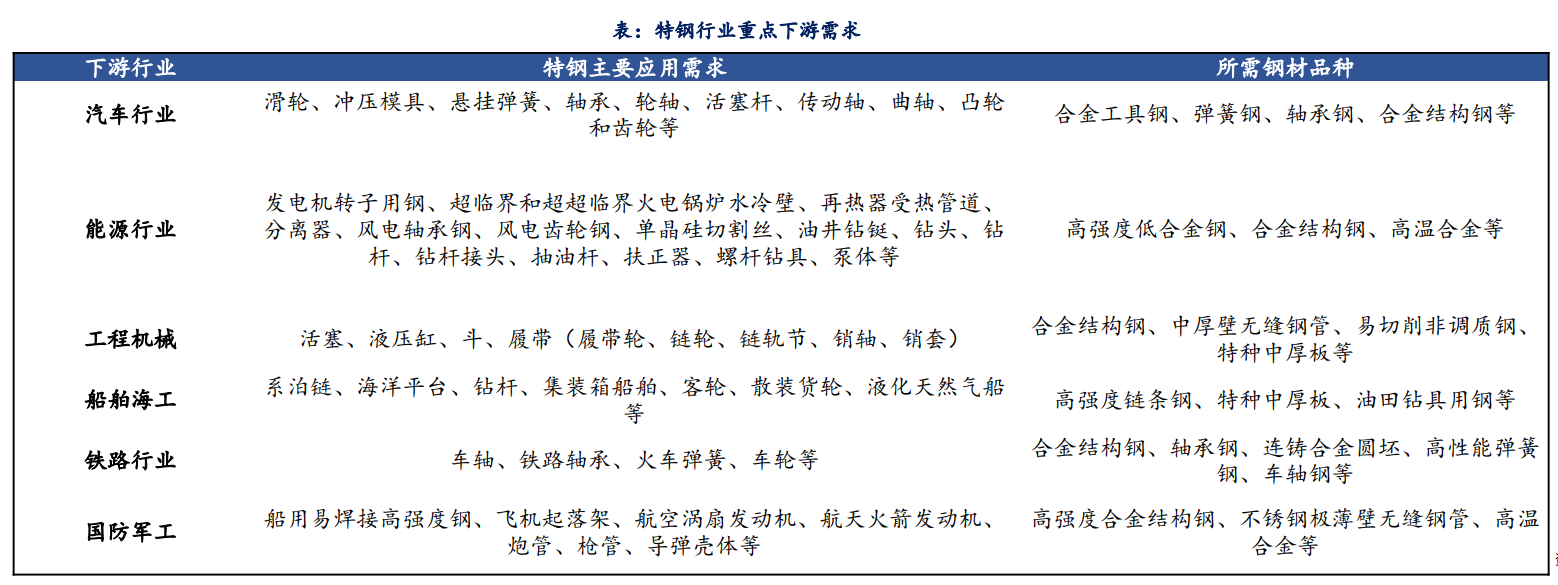 表：特钢行业重点下游需求
下游行业 特钢主要应用需求 所需钢材品种
汽车行业 滑轮、冲压模具、悬挂弹簧、轴承、轮轴、活塞杆、传动轴、曲轴、凸轮
和齿轮等 合金工具钢、弹簧钢、轴承钢、合金结构钢等
能源行业 发电机转子用钢、超临界和超超临界火电锅炉水冷壁、再热器受热管道、
分离器、风电轴承钢、风电齿轮钢、单晶硅切割丝、油井钻铤、钻头、钻
杆、钻杆接头、抽油杆、扶正器、螺杆钻具、泵体等 高强度低合金钢、合金结构钢、高温合金等
工程机械 活塞、液压缸、斗、履带（履带轮、链轮、链轨节、销轴、销套） 合金结构钢、中厚壁无缝钢管、易切削非调质钢、
特种中厚板等
船舶海工 系泊链、海洋平台、钻杆、集装箱船舶、客轮、散装货轮、液化天然气船
等 高强度链条钢、特种中厚板、油田钻具用钢等
铁路行业 车轴、铁路轴承、火车弹簧、车轮等 合金结构钢、轴承钢、连铸合金圆坯、高性能弹簧
钢、车轴钢等
国防军工 船用易焊接高强度钢、飞机起落架、航空涡扇发动机、航天火箭发动机、
炮管、枪管、导弹壳体等 高强度合金结构钢、不锈钢极薄壁无缝钢管、高温
合金等